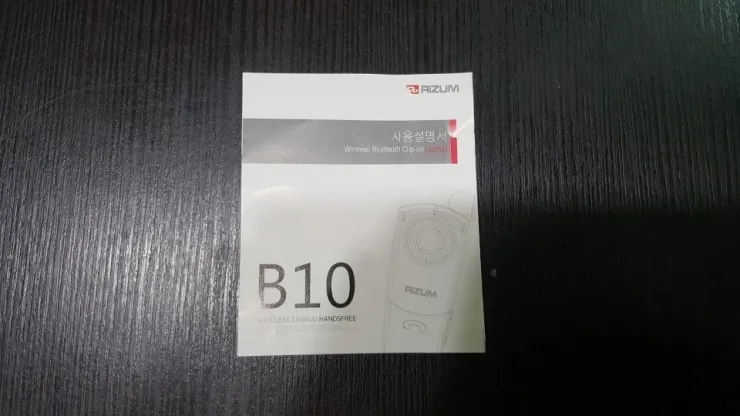 RIZUM
사용설명서
Wireless Bluetooth Clip-on
RIZUM
B10
WIRELESS EARBUD HANDSFREE